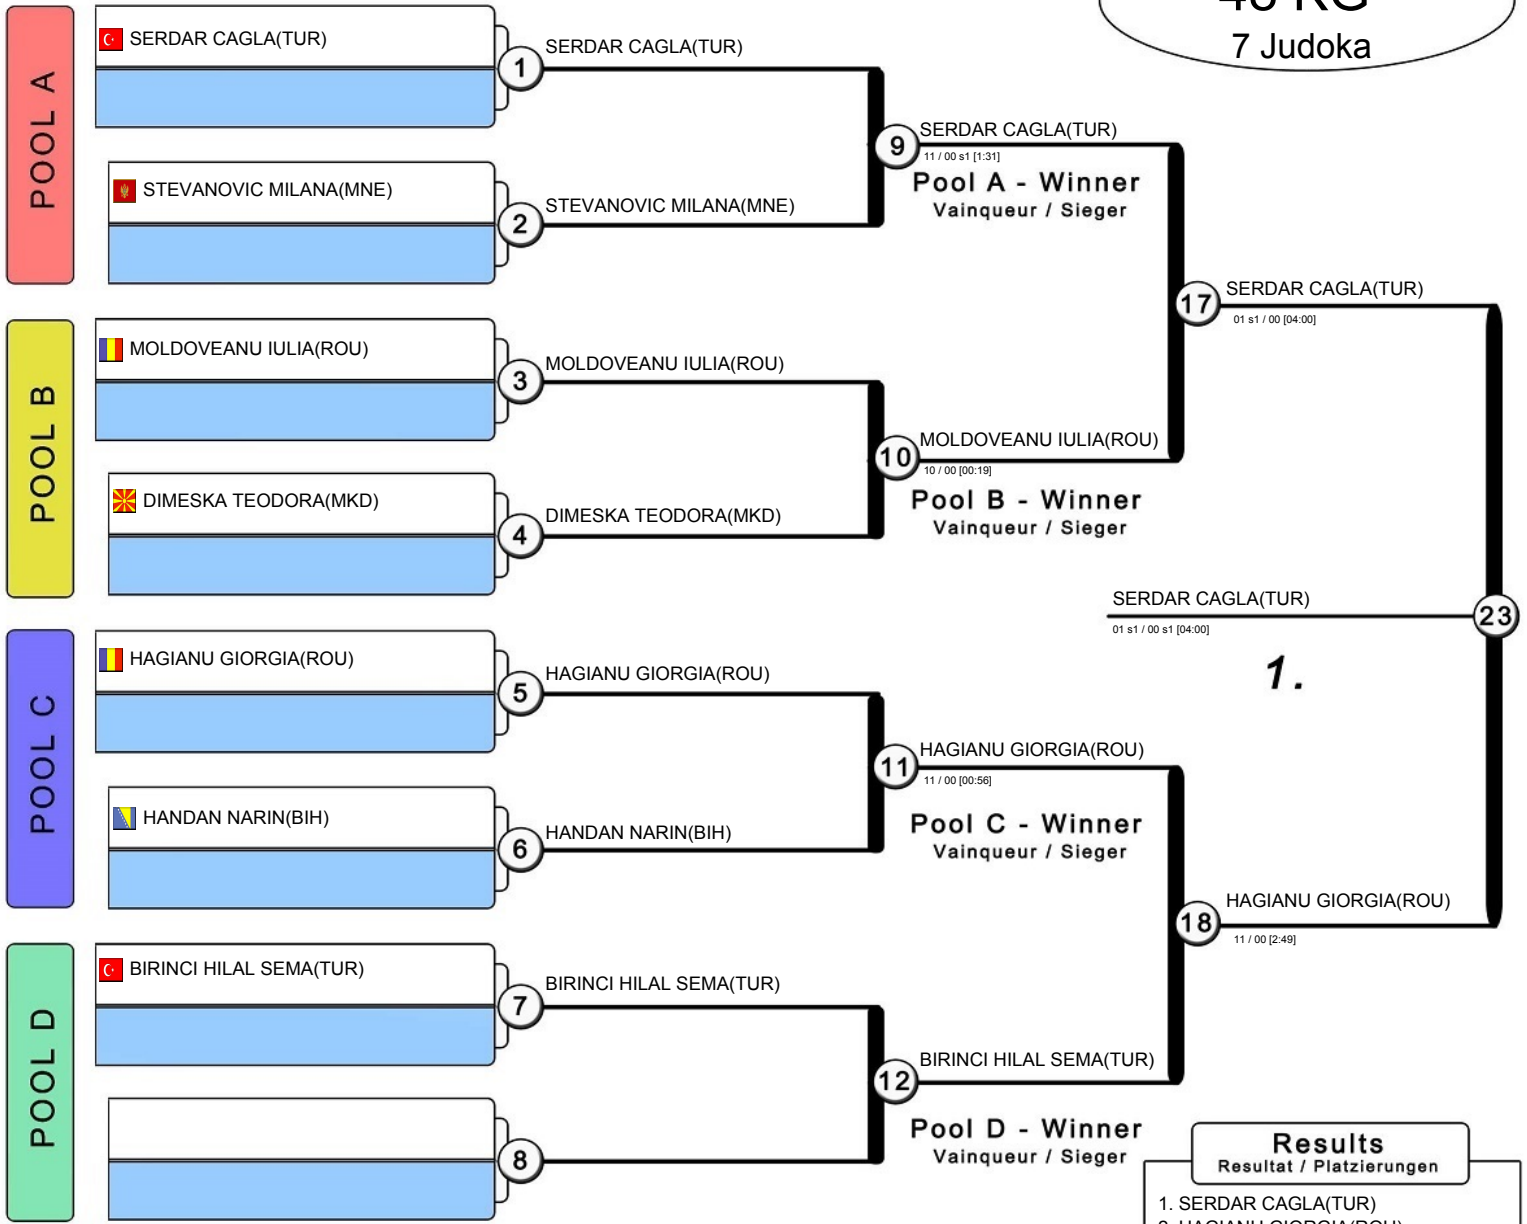 48 KG
7 Judoka
POOL A
SERDAR CAGLA(TUR)
1
SERDAR CAGLA(TUR)
STEVANOVIC MILANA(MNE)
2
STEVANOVIC MILANA(MNE)
9
SERDAR CAGLA(TUR)
11 / 00 s1 [1:31]
Pool A - Winner
Vainqueur / Sieger
POOL B
MOLDOVEANU IULIA(ROU)
3
MOLDOVEANU IULIA(ROU)
DIMESKA TEODORA(MKD)
4
DIMESKA TEODORA(MKD)
10
MOLDOVEANU IULIA(ROU)
10 / 00 [00:19]
Pool B - Winner
Vainqueur / Sieger
17
SERDAR CAGLA(TUR)
01 s1 / 00 [04:00]
SERDAR CAGLA(TUR)
01 s1 / 00 s1 [04:00]
23
1.
POOL C
HAGIANU GIORGIA(ROU)
5
HAGIANU GIORGIA(ROU)
HANDAN NARIN(BIH)
6
HANDAN NARIN(BIH)
11
HAGIANU GIORGIA(ROU)
11 / 00 [00:56]
Pool C - Winner
Vainqueur / Sieger
18
HAGIANU GIORGIA(ROU)
11 / 00 [2:49]
POOL D
BIRINCI HILAL SEMA(TUR)
7
BIRINCI HILAL SEMA(TUR)
8
12
BIRINCI HILAL SEMA(TUR)
Pool D - Winner
Vainqueur / Sieger
Results
Resultat / Platzierungen
1. SERDAR CAGLA(TUR)
2. HAGIANU GIORGIA(ROU)